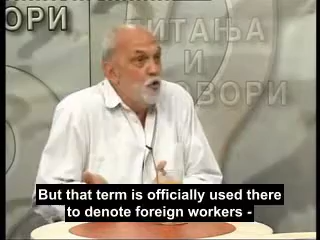 ОРИ
ПИТАЊА
И
ОВОРИ
But that term is officially used there
to denote foreign workers -